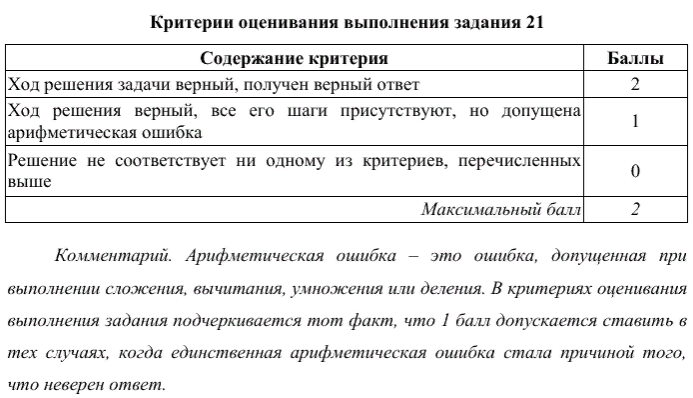 Критерии оценивания выполнения задания 21
Содержание критерия Баллы
Ход решения задачи верный, получен верный ответ 2
Ход решения верный, все его шаги присутствуют, но допущена
арифметическая ошибка 1
Решение не соответствует ни одному из критериев, перечисленных
выше 0
Максимальный балл 2
Комментарий. Арифметическая ошибка – это ошибка, допущенная при
выполнении сложения, вычитания, умножения или деления. В критериях оценивания
выполнения задания подчеркивается тот факт, что 1 балл допускается ставить в
тех случаях, когда единственная арифметическая ошибка стала причиной того,
что неверен ответ.